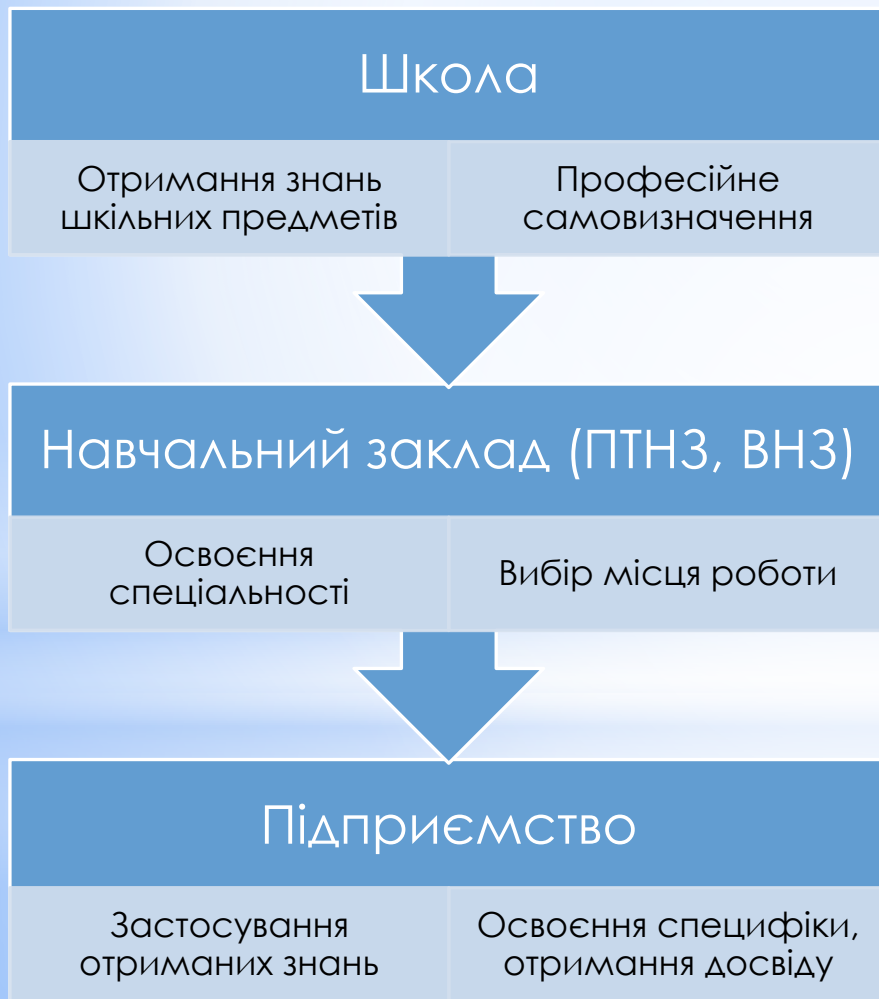 Школа
Отримання знань
шкільних предметів
Професійне
самовизначення
Навчальний заклад (ПТНЗ, ВНЗ)
Освоєння
спеціальності
Вибір місця роботи
Підприємство
Застосування
отриманих знань
Освоєння специфіки,
отримання досвіду